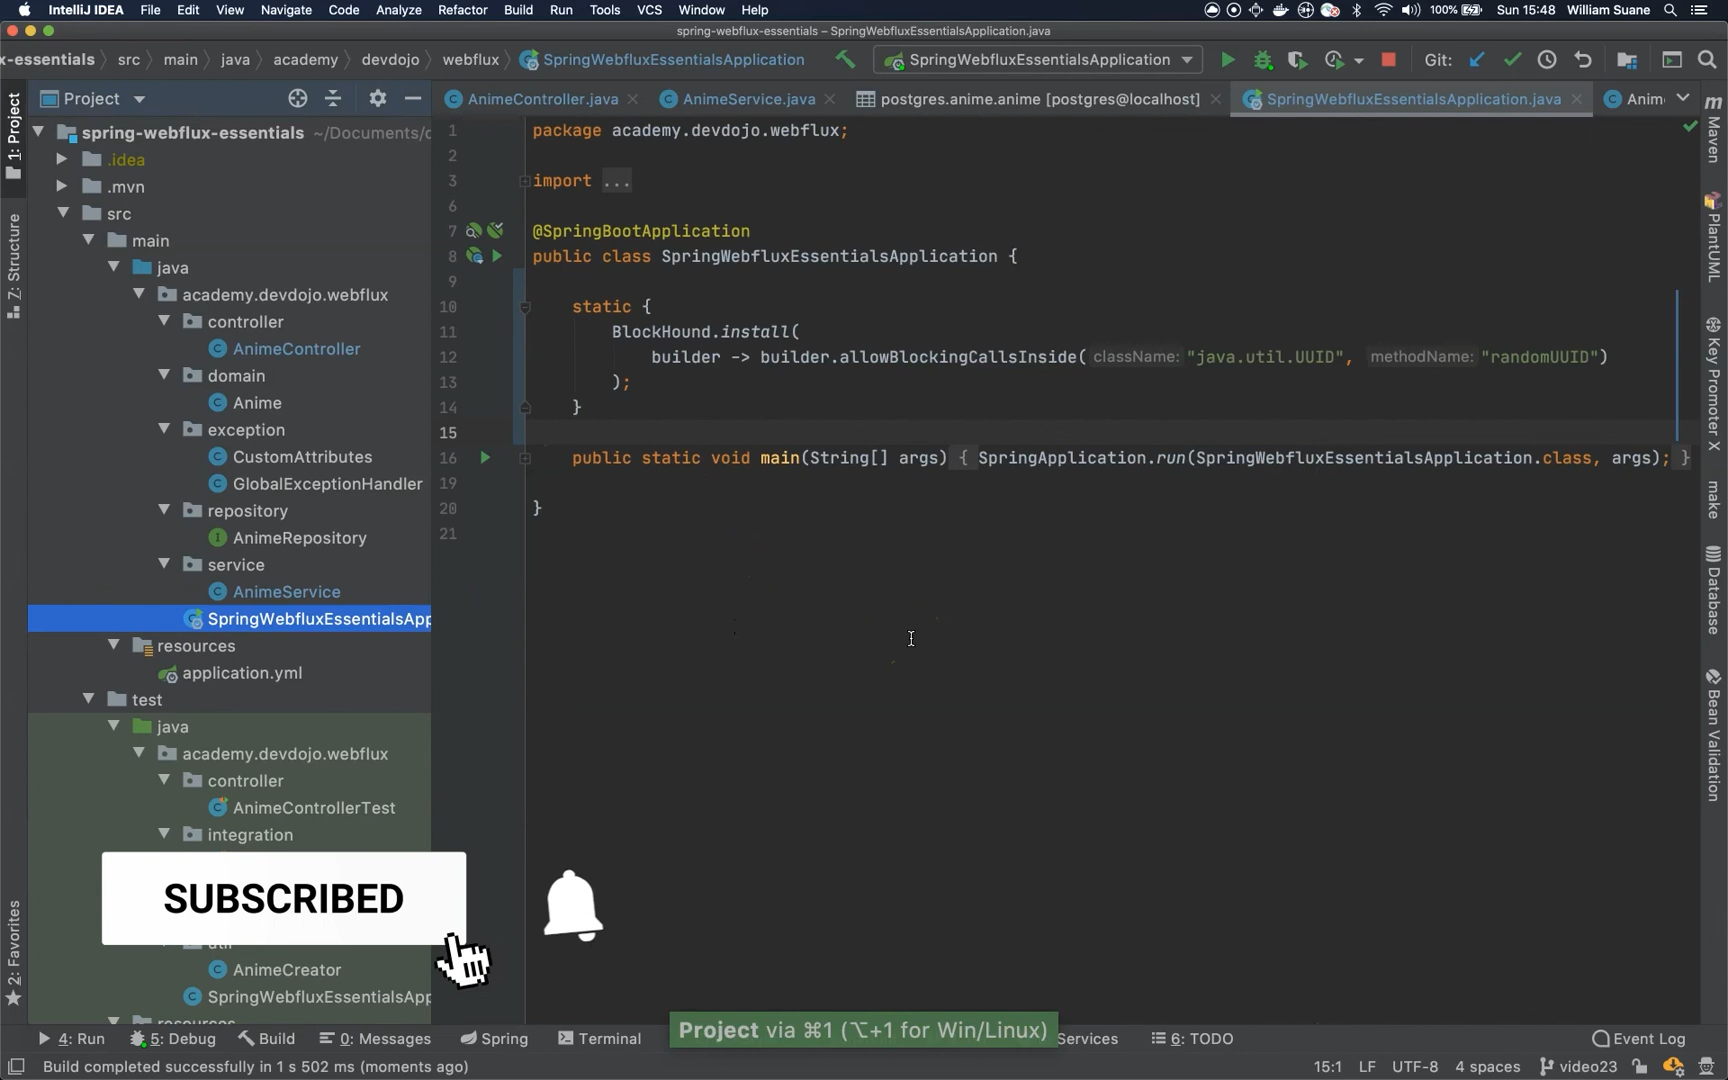 IntelliJ IDEA File Edit View Navigate Code Analyze Refactor Build Run Tools VCS Window Help 100% Sun 15:48 William Suane
spring-webflux-essentials – SpringWebfluxEssentialsApplication.java
x-essentials src main java academy devdojo webflux SpringWebfluxEssentialsApplication SpringWebfluxEssentialsApplication Git:
Project AnimeController.java AnimeService.java postgres.anime.anime [postgres@localhost] SpringWebfluxEssentialsApplication.java Anim
1: Project
Z: Structure
2: Favorites
spring-webflux-essentials ~/Documents/d
.idea
.mvn
src
main
java
academy.devdojo.webflux
controller
AnimeController
domain
Anime
exception
CustomAttributes
GlobalExceptionHandler
repository
AnimeRepository
service
AnimeService
SpringWebfluxEssentialsApp
resources
application.yml
test
java
academy.devdojo.webflux
controller
AnimeControllerTest
integration
SUBSCRIBED
util
AnimeCreator
SpringWebfluxEssentialsApp
resources
1 package academy.devdojo.webflux;
2
3 import ...
6
7 @SpringBootApplication
8 public class SpringWebfluxEssentialsApplication {
9
10 static {
11 BlockHound.install(
12 builder -> builder.allowBlockingCallsInside( className: "java.util.UUID", methodName: "randomUUID")
13 );
14 }
15
16 public static void main(String[] args) { SpringApplication.run(SpringWebfluxEssentialsApplication.class, args); }
19
20 }
21
m Maven
PlantUML
Key Promoter X
make
Database
Bean Validation
Project via ⌘1 (⌥+1 for Win/Linux)
4: Run 5: Debug Build 0: Messages Spring Terminal Services 6: TODO Event Log
Build completed successfully in 1 s 502 ms (moments ago) 15:1 LF UTF-8 4 spaces video23